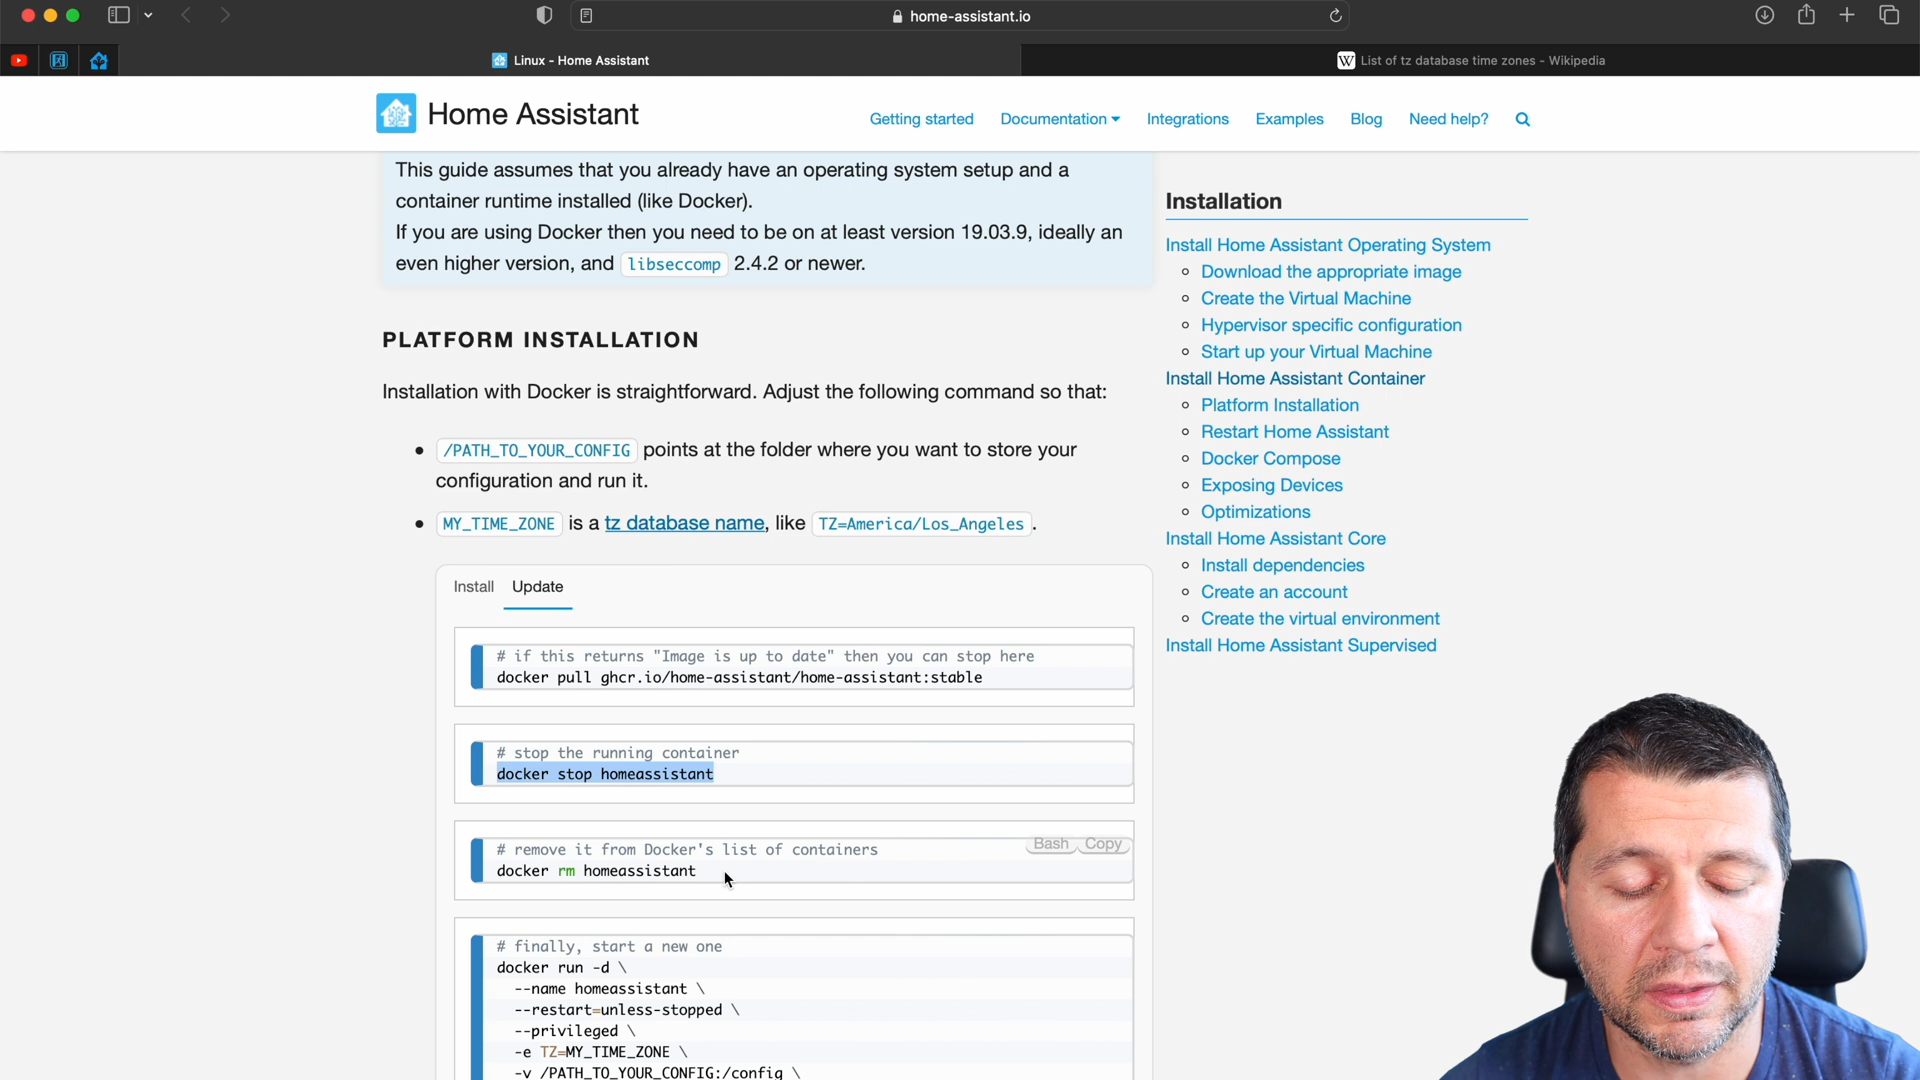 home-assistant.io
Linux - Home Assistant
List of tz database time zones - Wikipedia
Home Assistant
Getting started
Documentation
Integrations
Examples
Blog
Need help?
This guide assumes that you already have an operating system setup and a
container runtime installed (like Docker).
If you are using Docker then you need to be on at least version 19.03.9, ideally an
even higher version, and libseccomp 2.4.2 or newer.
PLATFORM INSTALLATION
Installation with Docker is straightforward. Adjust the following command so that:
/PATH_TO_YOUR_CONFIG points at the folder where you want to store your
configuration and run it.
MY_TIME_ZONE is a tz database name, like TZ=America/Los_Angeles.
Install Update
# if this returns "Image is up to date" then you can stop here
docker pull ghcr.io/home-assistant/home-assistant:stable
# stop the running container
docker stop homeassistant
# remove it from Docker's list of containers
Bash Copy
docker rm homeassistant
# finally, start a new one
docker run -d \
--name homeassistant \
--restart=unless-stopped \
--privileged \
-e TZ=MY_TIME_ZONE \
-v /PATH_TO_YOUR_CONFIG:/config \
Installation
Install Home Assistant Operating System
Download the appropriate image
Create the Virtual Machine
Hypervisor specific configuration
Start up your Virtual Machine
Install Home Assistant Container
Platform Installation
Restart Home Assistant
Docker Compose
Exposing Devices
Optimizations
Install Home Assistant Core
Install dependencies
Create an account
Create the virtual environment
Install Home Assistant Supervised